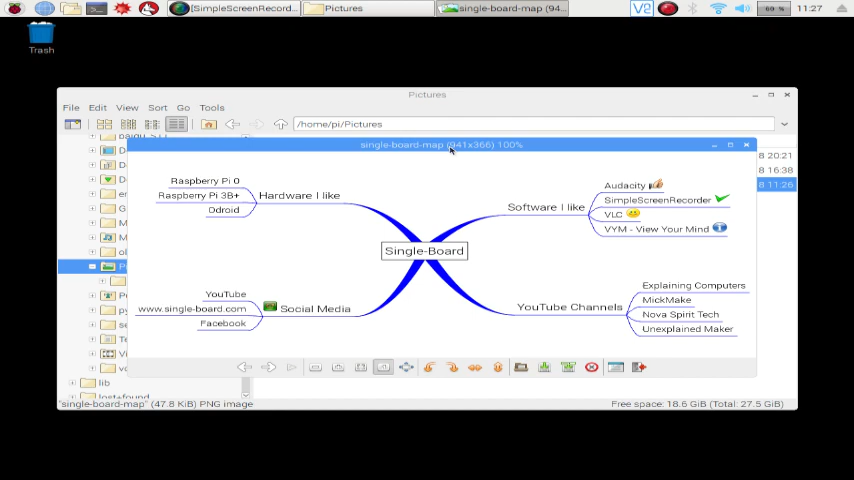 [SimpleScreenRecord...
Pictures
single-board-map (94...
V2
69 %
11:27
Trash
Pictures
File Edit View Sort Go Tools
/home/pi/Pictures
single-board-map (941x366) 100%
8 20:21
8 16:38
8 11:26
Raspberry Pi 0
Raspberry Pi 3B+
Odroid
Hardware I like
Software I like
Audacity
SimpleScreenRecorder
VLC
VYM - View Your Mind
Single-Board
YouTube
www.single-board.com
Facebook
Social Media
YouTube Channels
Explaining Computers
MickMake
Nova Spirit Tech
Unexplained Maker
lib
lost+found
"single-board-map" (47.8 KiB) PNG image
Free space: 18.6 GiB (Total: 27.5 GiB)